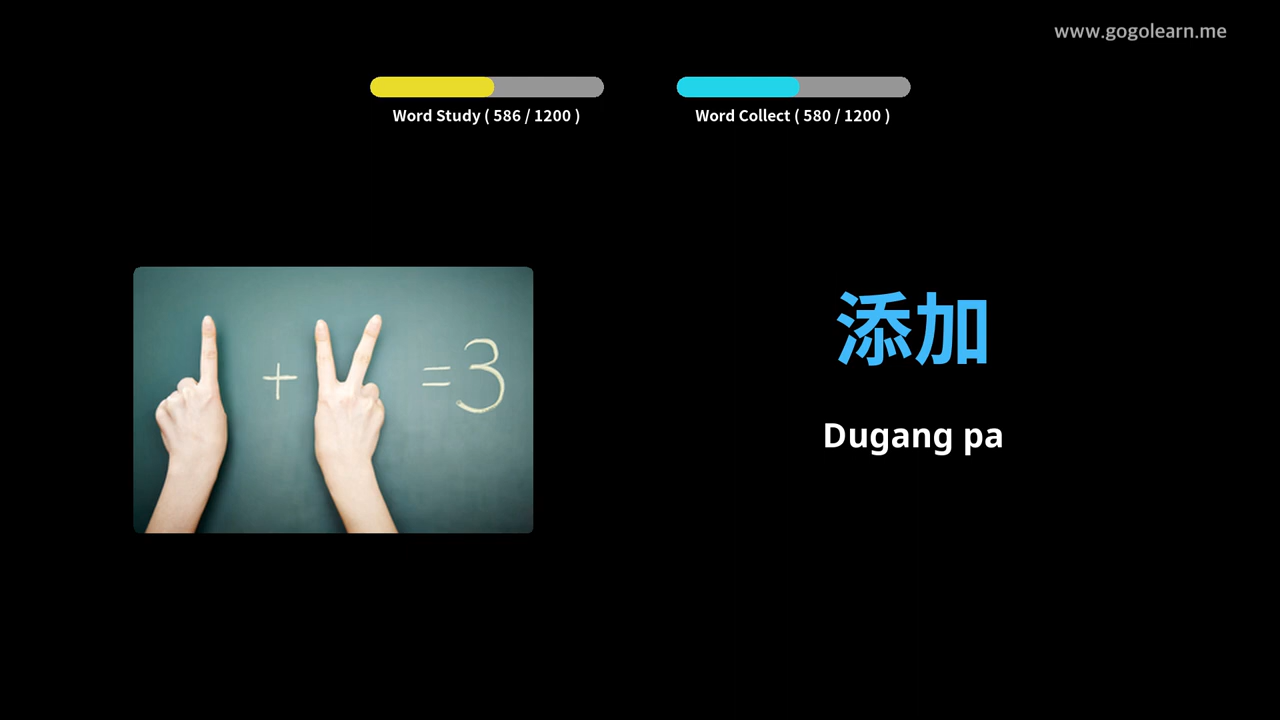 www.gogolearn.me
Word Study ( 586 / 1200 )
Word Collect ( 580 / 1200 )
+ = 3
添加
Dugang pa